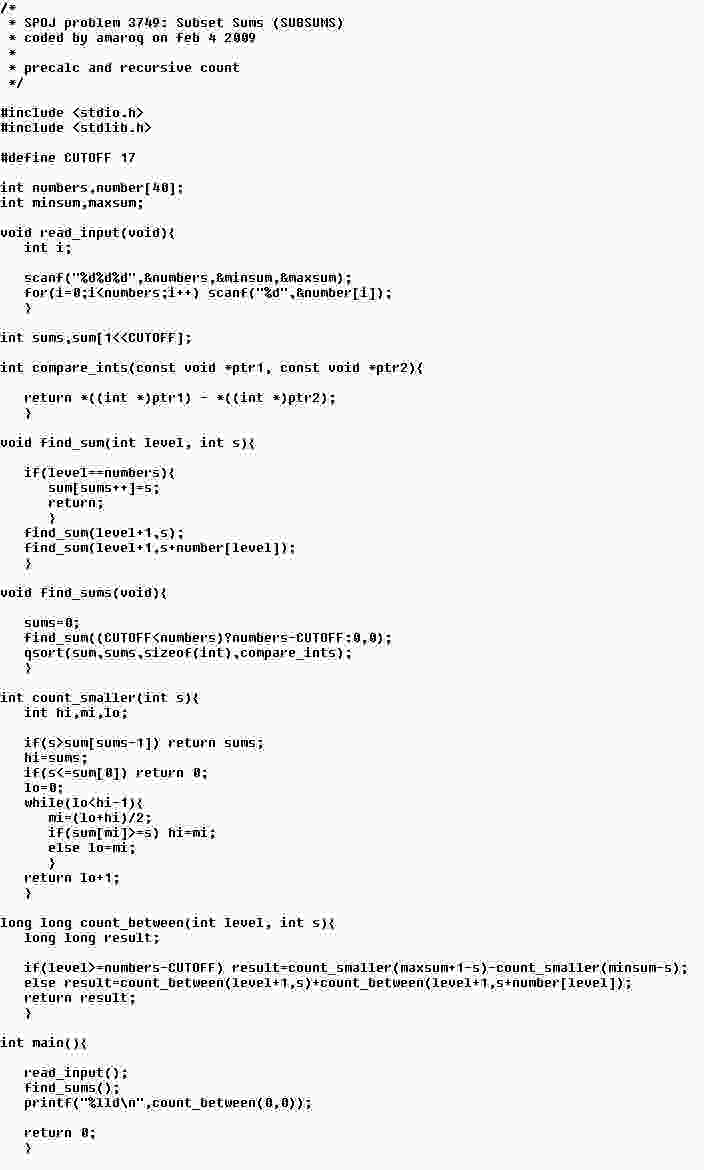 /*
 * SPOJ problem 3749: Subset Sums (SUBSUMS)
 * coded by amaroq on feb 4 2009
 *
 * precalc and recursive count
 */

#include <stdio.h>
#include <stdlib.h>

#define CUTOFF 17

int numbers,number[40];
int minsum,maxsum;

void read_input(void){
   int i;

   scanf("%d%d%d",&numbers,&minsum,&maxsum);
   for(i=0;i<numbers;i++) scanf("%d",&number[i]);
   }

int sums,sum[1<<CUTOFF];

int compare_ints(const void *ptr1, const void *ptr2){

   return *((int *)ptr1) - *((int *)ptr2);
   }

void find_sum(int level, int s){

   if(level==numbers){
      sum[sums++]=s;
      return;
      }
   find_sum(level+1,s);
   find_sum(level+1,s+number[level]);
   }

void find_sums(void){

   sums=0;
   find_sum((CUTOFF<numbers)?numbers-CUTOFF:0,0);
   qsort(sum,sums,sizeof(int),compare_ints);
   }

int count_smaller(int s){
   int hi,mi,lo;

   if(s>sum[sums-1]) return sums;
   hi=sums;
   if(s<=sum[0]) return 0;
   lo=0;
   while(lo<hi-1){
      mi=(lo+hi)/2;
      if(sum[mi]>=s) hi=mi;
      else lo=mi;
      }
   return lo+1;
   }

long long count_between(int level, int s){
   long long result;

   if(level>=numbers-CUTOFF) result=count_smaller(maxsum+1-s)-count_smaller(minsum-s);
   else result=count_between(level+1,s)+count_between(level+1,s+number[level]);
   return result;
   }

int main(){

   read_input();
   find_sums();
   printf("%lld\n",count_between(0,0));

   return 0;
   }